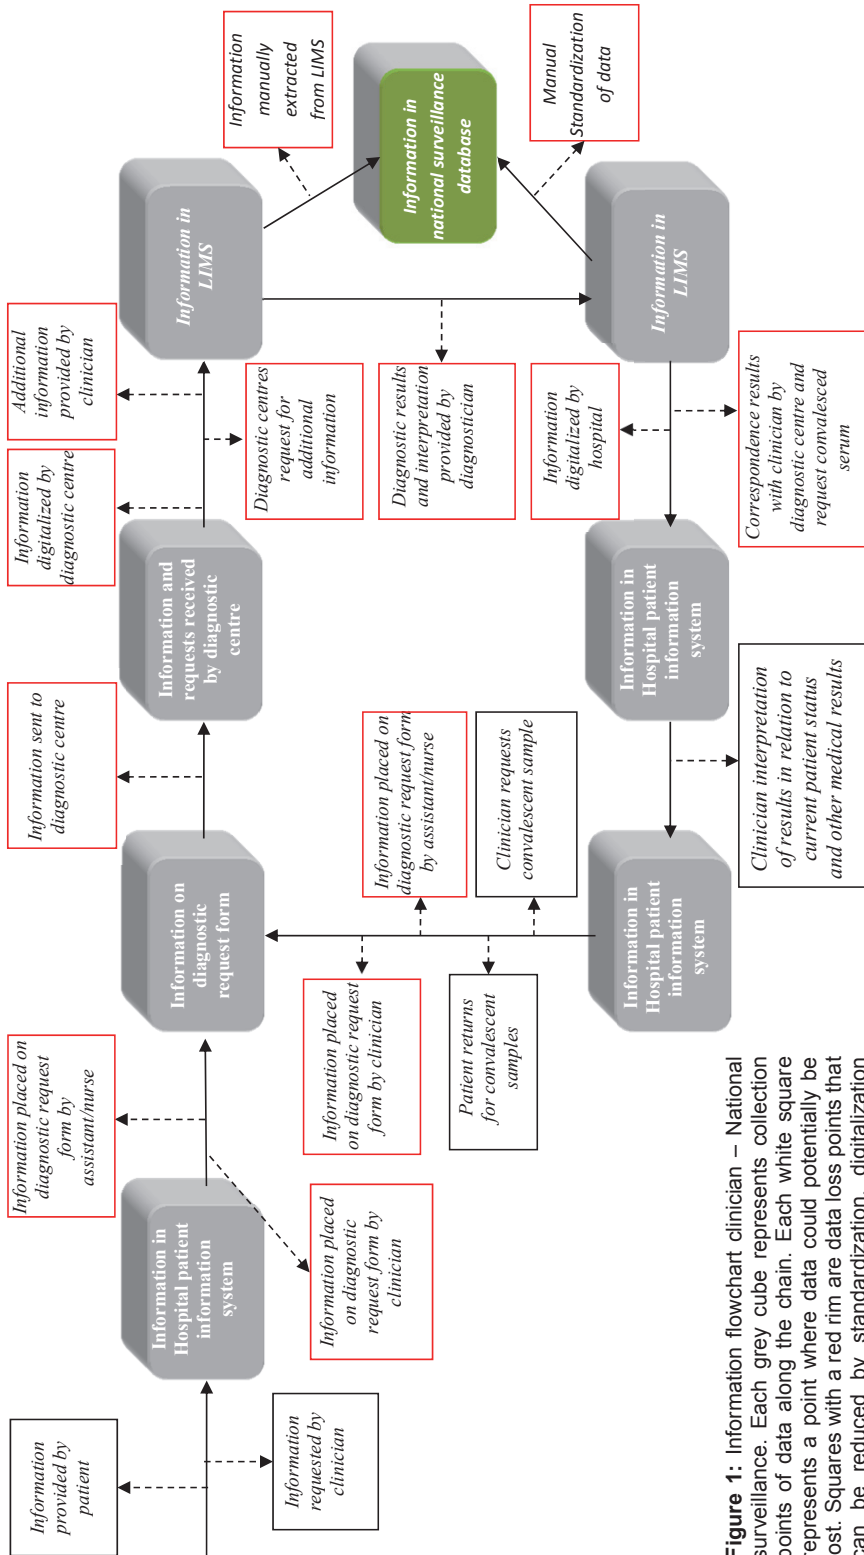 Information
provided by
patient
Information
requested by
clinician
Information in
Hospital patient
information
system
Information placed on
diagnostic request
form by
assistant/nurse
Information placed
on diagnostic
request form by
clinician
Information on
diagnostic
request form
Information sent to
diagnostic centre
Information and
requests received
by diagnostic
centre
Information
digitalized by
diagnostic centre
Additional
information
provided by
clinician
Diagnostic centres
request for
additional
information
Information in
LIMS
Information
manually
extracted
from LIMS
Information in
national surveillance
database
Manual
Standardization
of data
Diagnostic results
and interpretation
provided by
diagnostician
Information in
LIMS
Information
digitalized by
hospital
Correspondence results
with clinician by
diagnostic centre and
request convalesced
serum
Information in
Hospital patient
information
system
Clinician interpretation
of results in relation to
current patient status
and other medical results
Information in
Hospital patient
information
system
Information placed on
diagnostic request form
by assistant/nurse
Clinician requests
convalescent sample
Information placed
on diagnostic request
form by clinician
Patient returns
for convalescent
samples
Figure 1: Information flowchart clinician – National
surveillance. Each grey cube represents collection
points of data along the chain. Each white square
represents a point where data could potentially be
ost. Squares with a red rim are data loss points that
can be reduced by standardization, digitalization